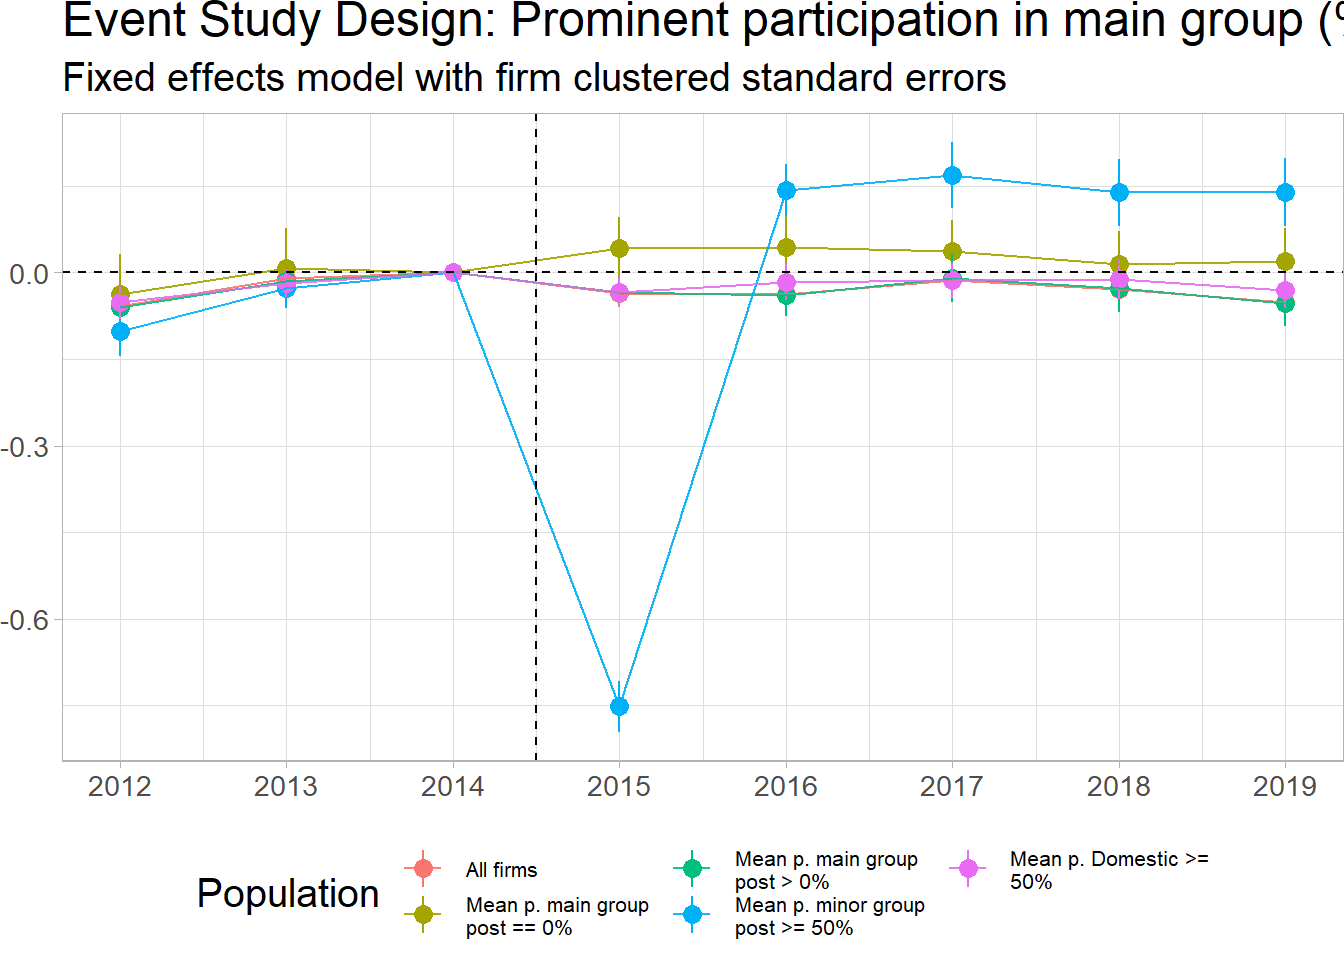 Event Study Design: Prominent participation in main group (%
Fixed effects model with firm clustered standard errors
0.0
-0.3
-0.6
2012 2013 2014 2015 2016 2017 2018 2019
Population
All firms
Mean p. main group
post == 0%
Mean p. main group
post > 0%
Mean p. minor group
post >= 50%
Mean p. Domestic >=
50%